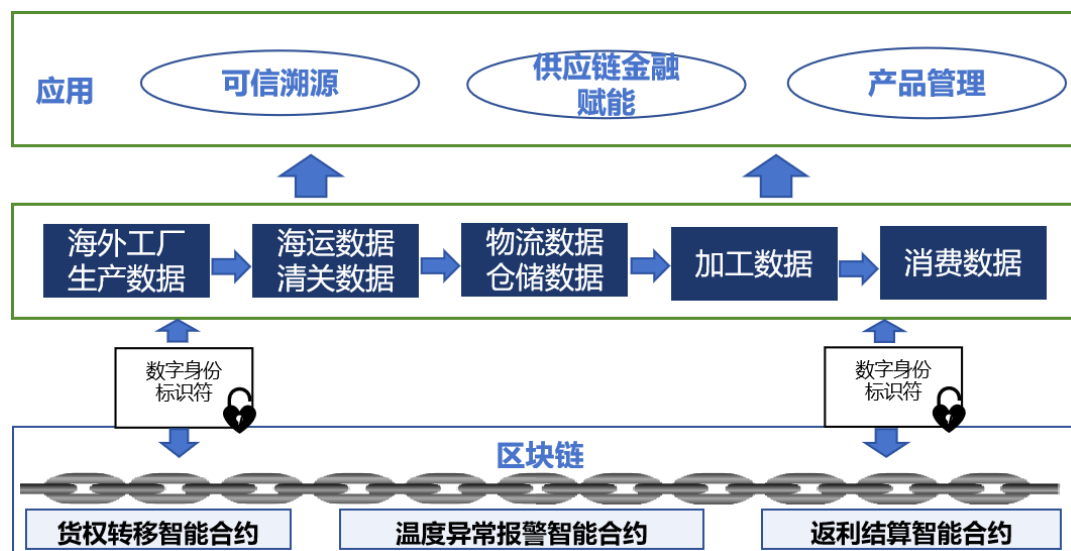 应用
可信溯源
供应链金融
赋能
产品管理
海外工厂
生产数据
海运数据
清关数据
物流数据
仓储数据
加工数据
消费数据
数字身份
标识符
数字身份
标识符
区块链
货权转移智能合约
温度异常报警智能合约
返利结算智能合约